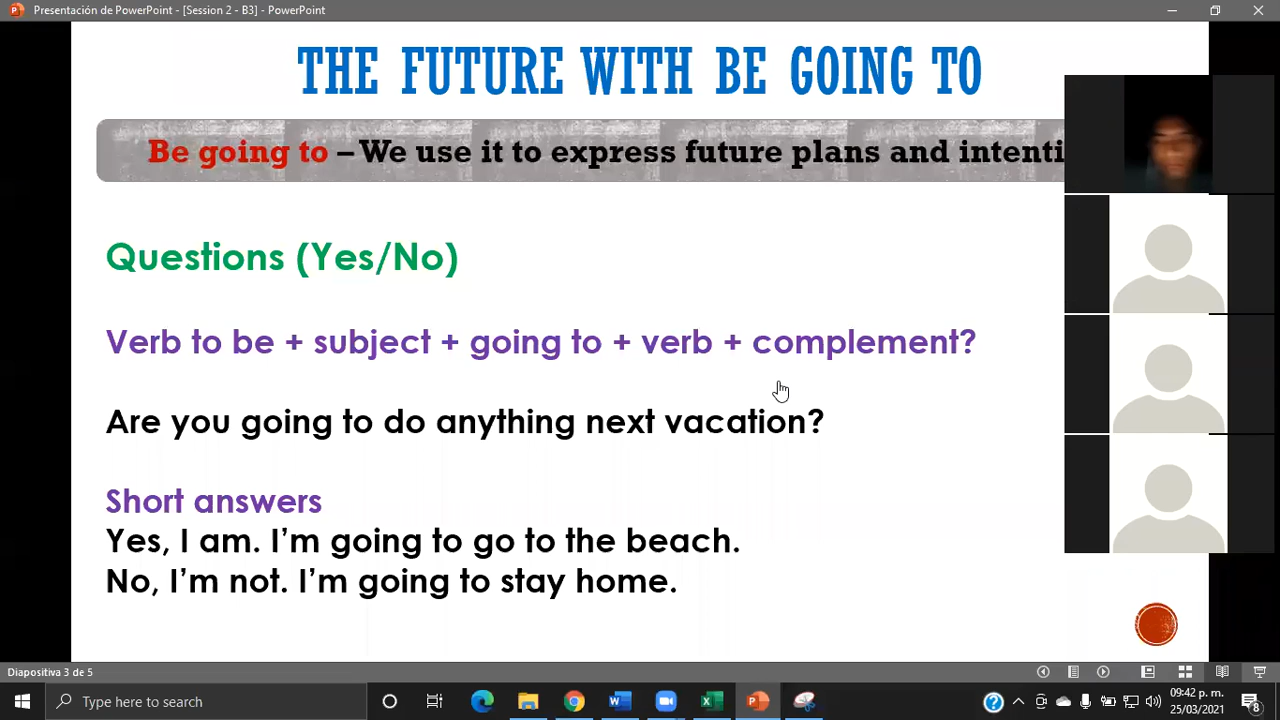 Presentación de PowerPoint - [Session 2 - B3] - PowerPoint
THE FUTURE WITH BE GOING TO
Be going to – We use it to express future plans and intenti
Questions (Yes/No)
Verb to be + subject + going to + verb + complement?
Are you going to do anything next vacation?
Short answers
Yes, I am. I’m going to go to the beach.
No, I’m not. I’m going to stay home.
Diapositiva 3 de 5
Type here to search
09:42 p. m.
25/03/2021
8